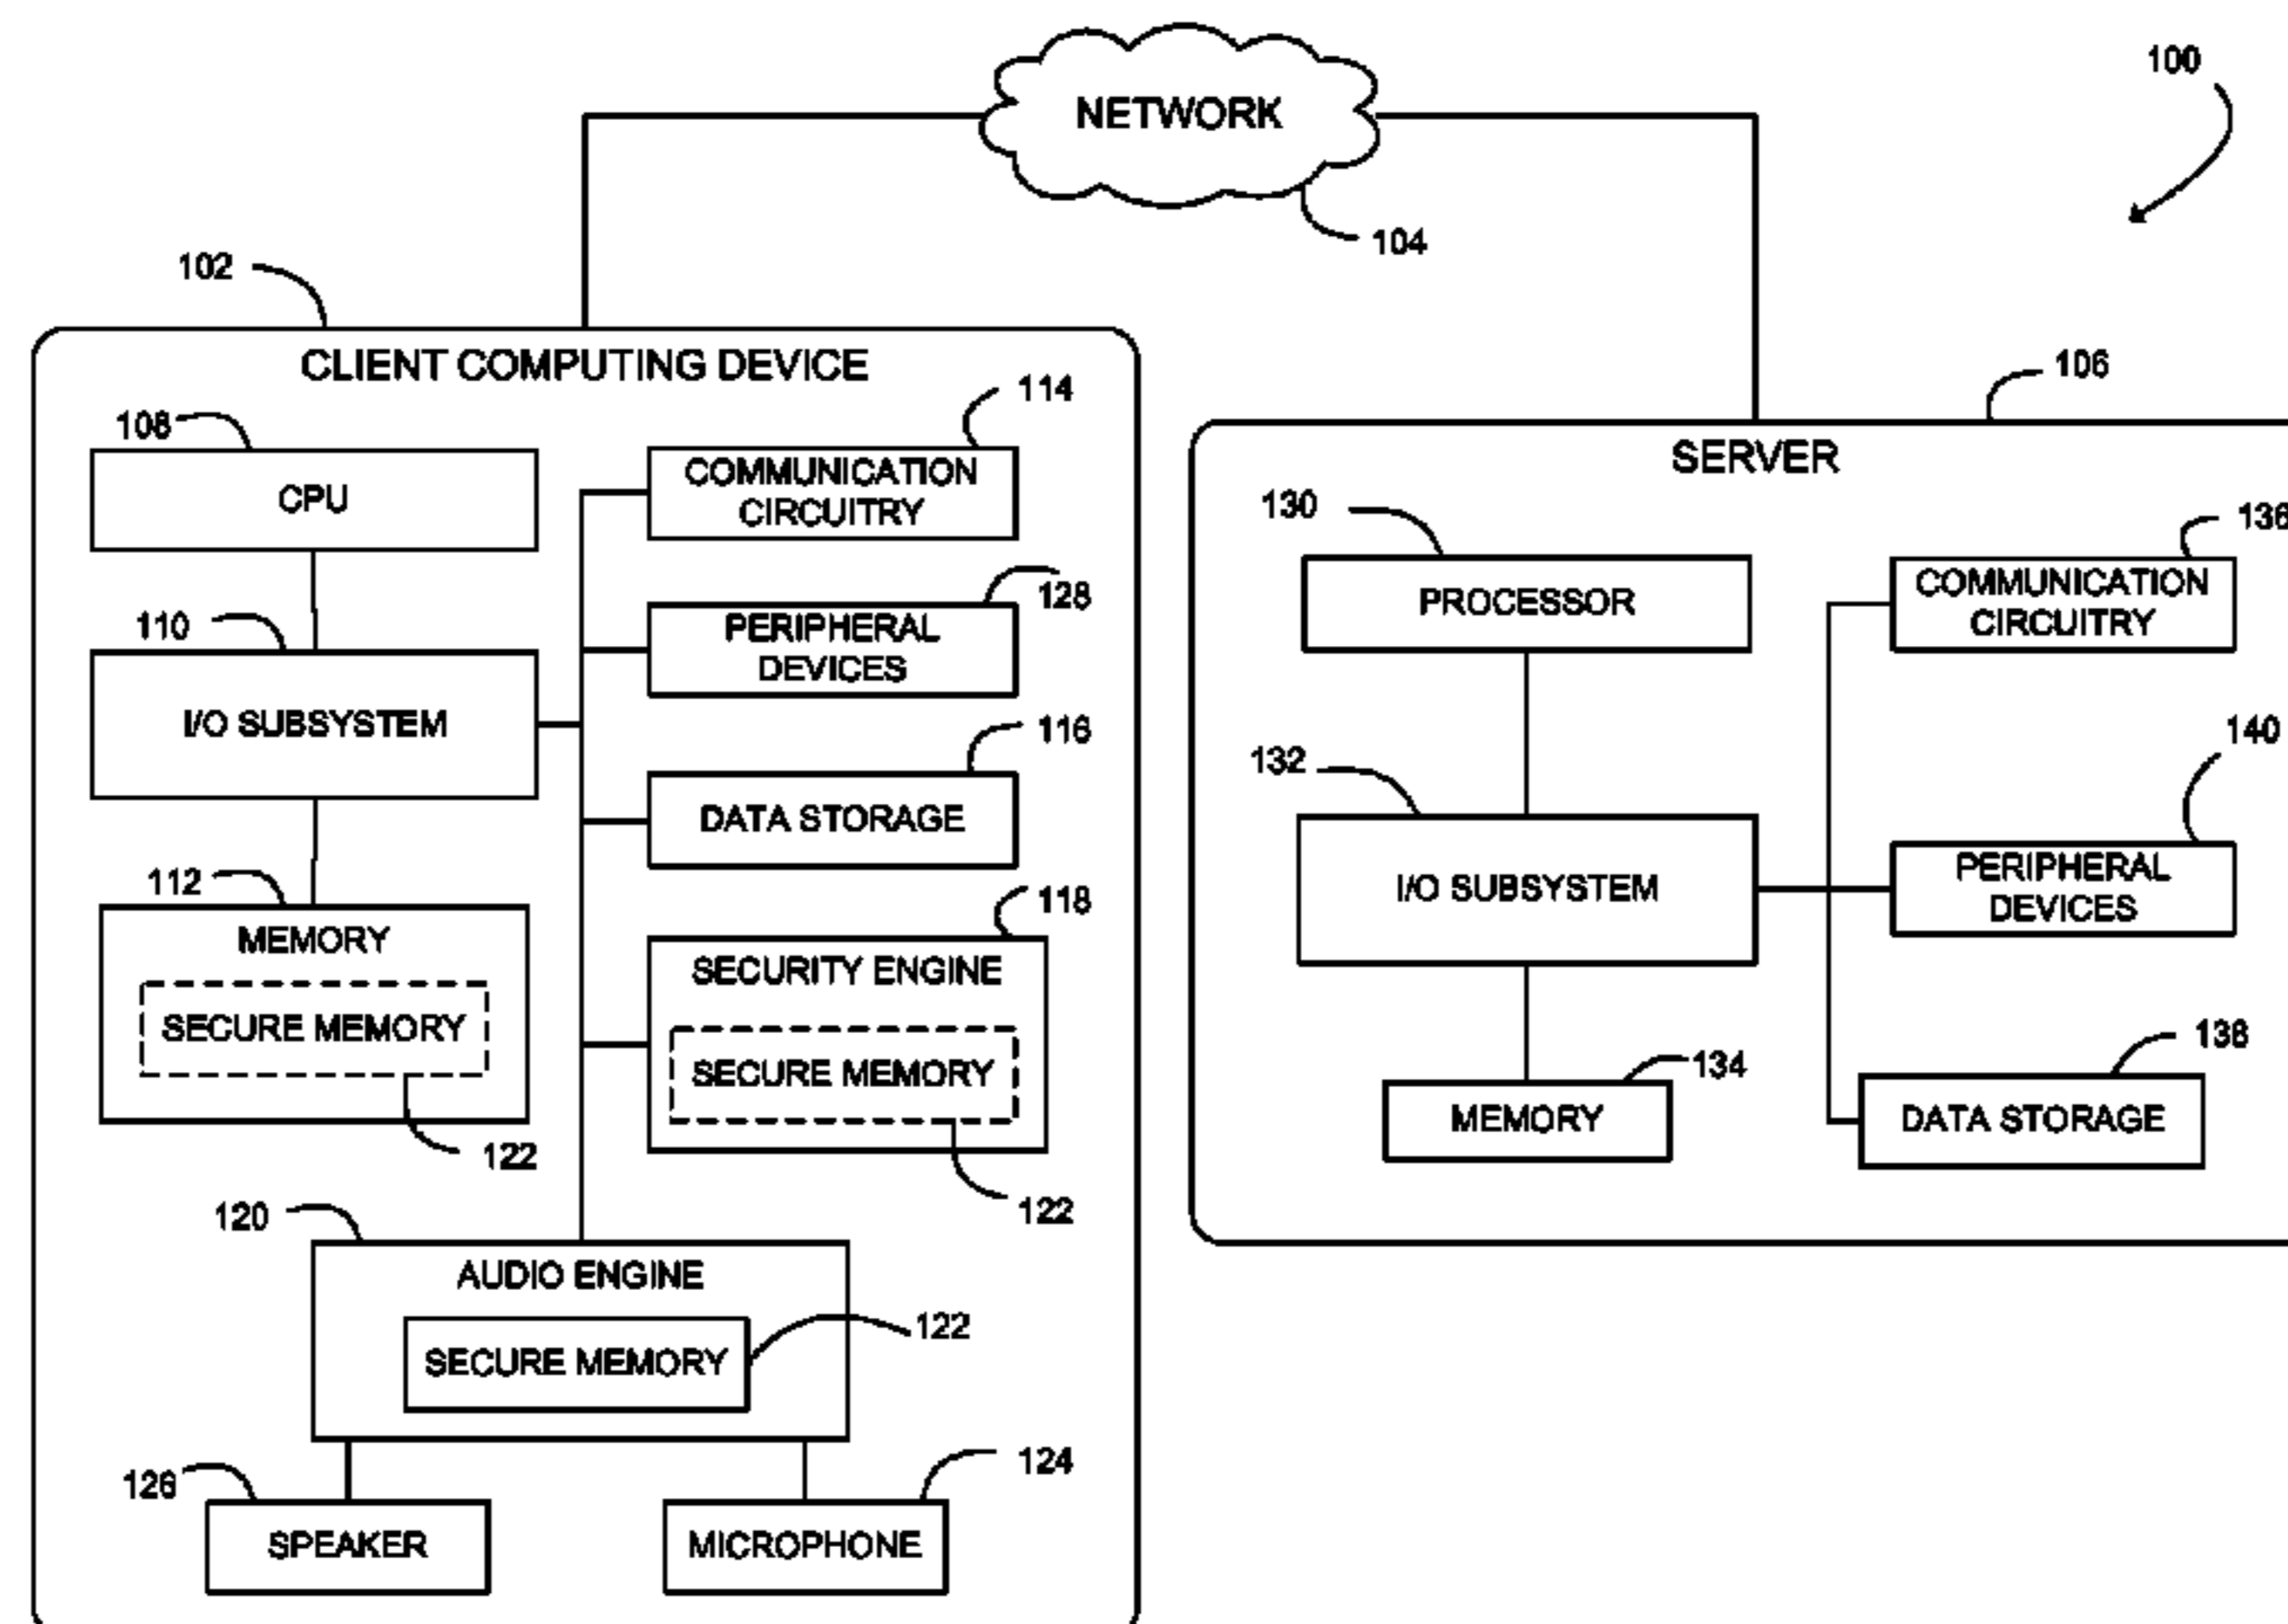 100
NETWORK
104
102
CLIENT COMPUTING DEVICE
108
CPU
114
COMMUNICATION
CIRCUITRY
128
PERIPHERAL
DEVICES
110
I/O SUBSYSTEM
116
DATA STORAGE
112
MEMORY
SECURE MEMORY
122
118
SECURITY ENGINE
SECURE MEMORY
122
120
AUDIO ENGINE
SECURE MEMORY
122
126
SPEAKER
124
MICROPHONE
106
SERVER
130
PROCESSOR
136
COMMUNICATION
CIRCUITRY
132
I/O SUBSYSTEM
140
PERIPHERAL
DEVICES
134
MEMORY
138
DATA STORAGE